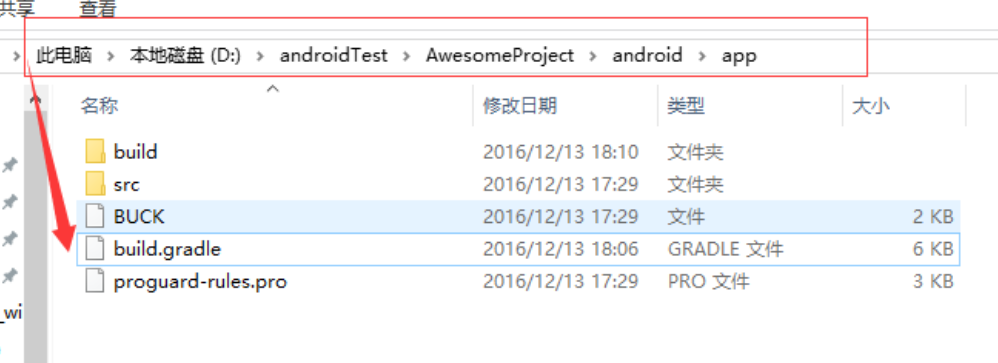 共享 查看
此电脑 > 本地磁盘 (D:) > androidTest > AwesomeProject > android > app
名称 修改日期 类型 大小
build 2016/12/13 18:10 文件夹
src 2016/12/13 17:29 文件夹
BUCK 2016/12/13 17:29 文件 2 KB
build.gradle 2016/12/13 18:06 GRADLE 文件 6 KB
proguard-rules.pro 2016/12/13 17:29 PRO 文件 3 KB
_wi